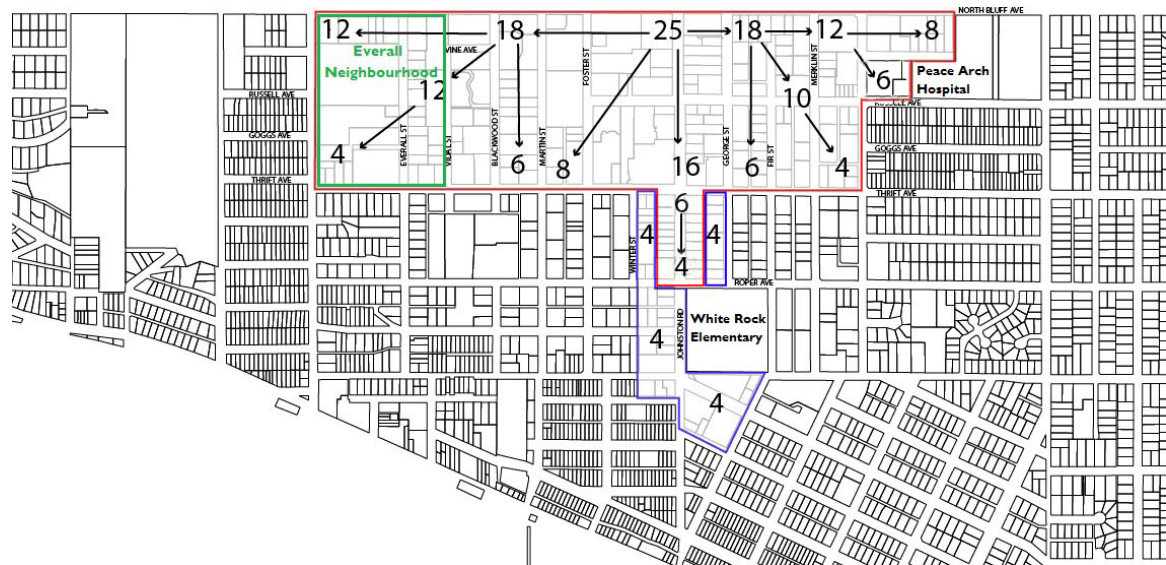 NORTH BLUFF AVE
12
18
25
18
12
8
Everall
Neighbourhood
VINE AVE
FOSTER ST
MERKLIN ST
6
Peace Arch
Hospital
12
10
RUSSELL AVE
RUSSELL AVE
GOGGS AVE
GOGGS AVE
EVERALL ST
VIDAL ST
BLACKWOOD ST
MARTIN ST
GEORGE ST
FIR ST
4
6
8
16
6
4
THRIFT AVE
THRIFT AVE
6
4
4
WINTER ST
4
ROPER AVE
White Rock
Elementary
JOHNSTON RD
4
4